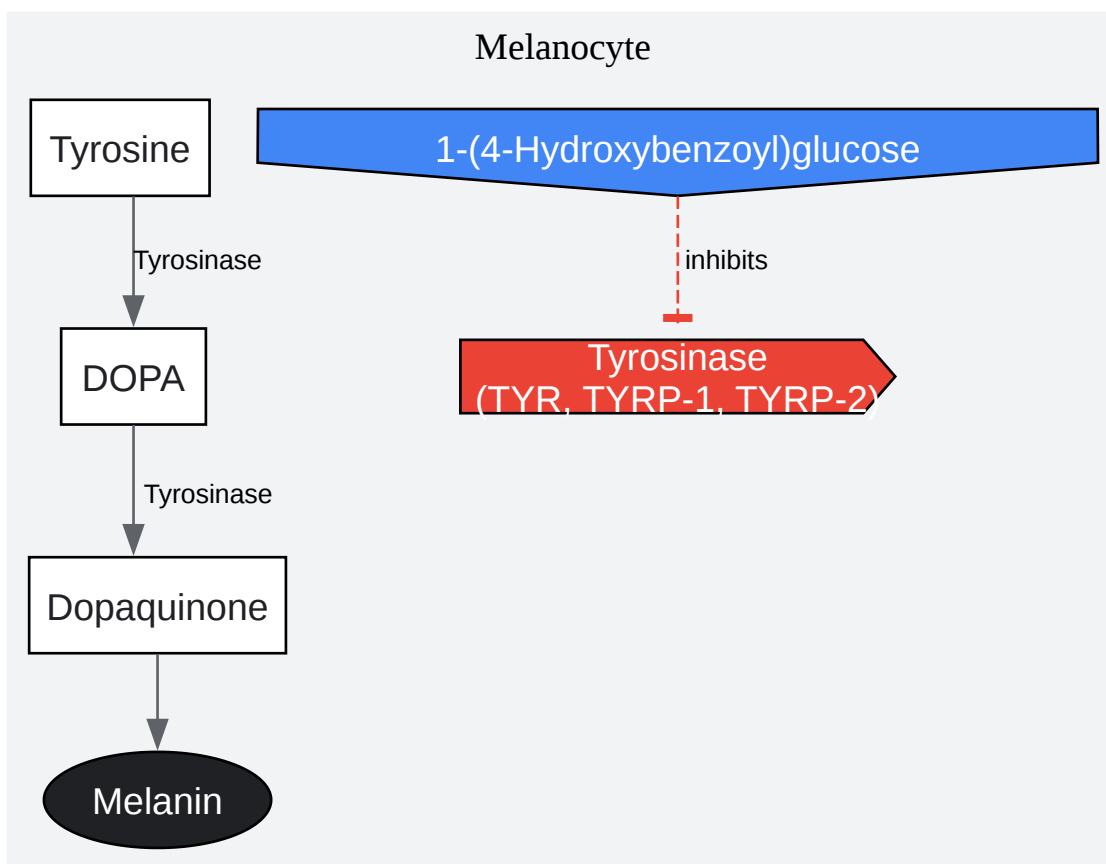 Melanocyte
Tyrosine
1-(4-Hydroxybenzoyl)glucose
Tyrosinase
inhibits
DOPA
Tyrosinase
(TYR, TYRP-1, TYRP-2)
Tyrosinase
Dopaquinone
Melanin